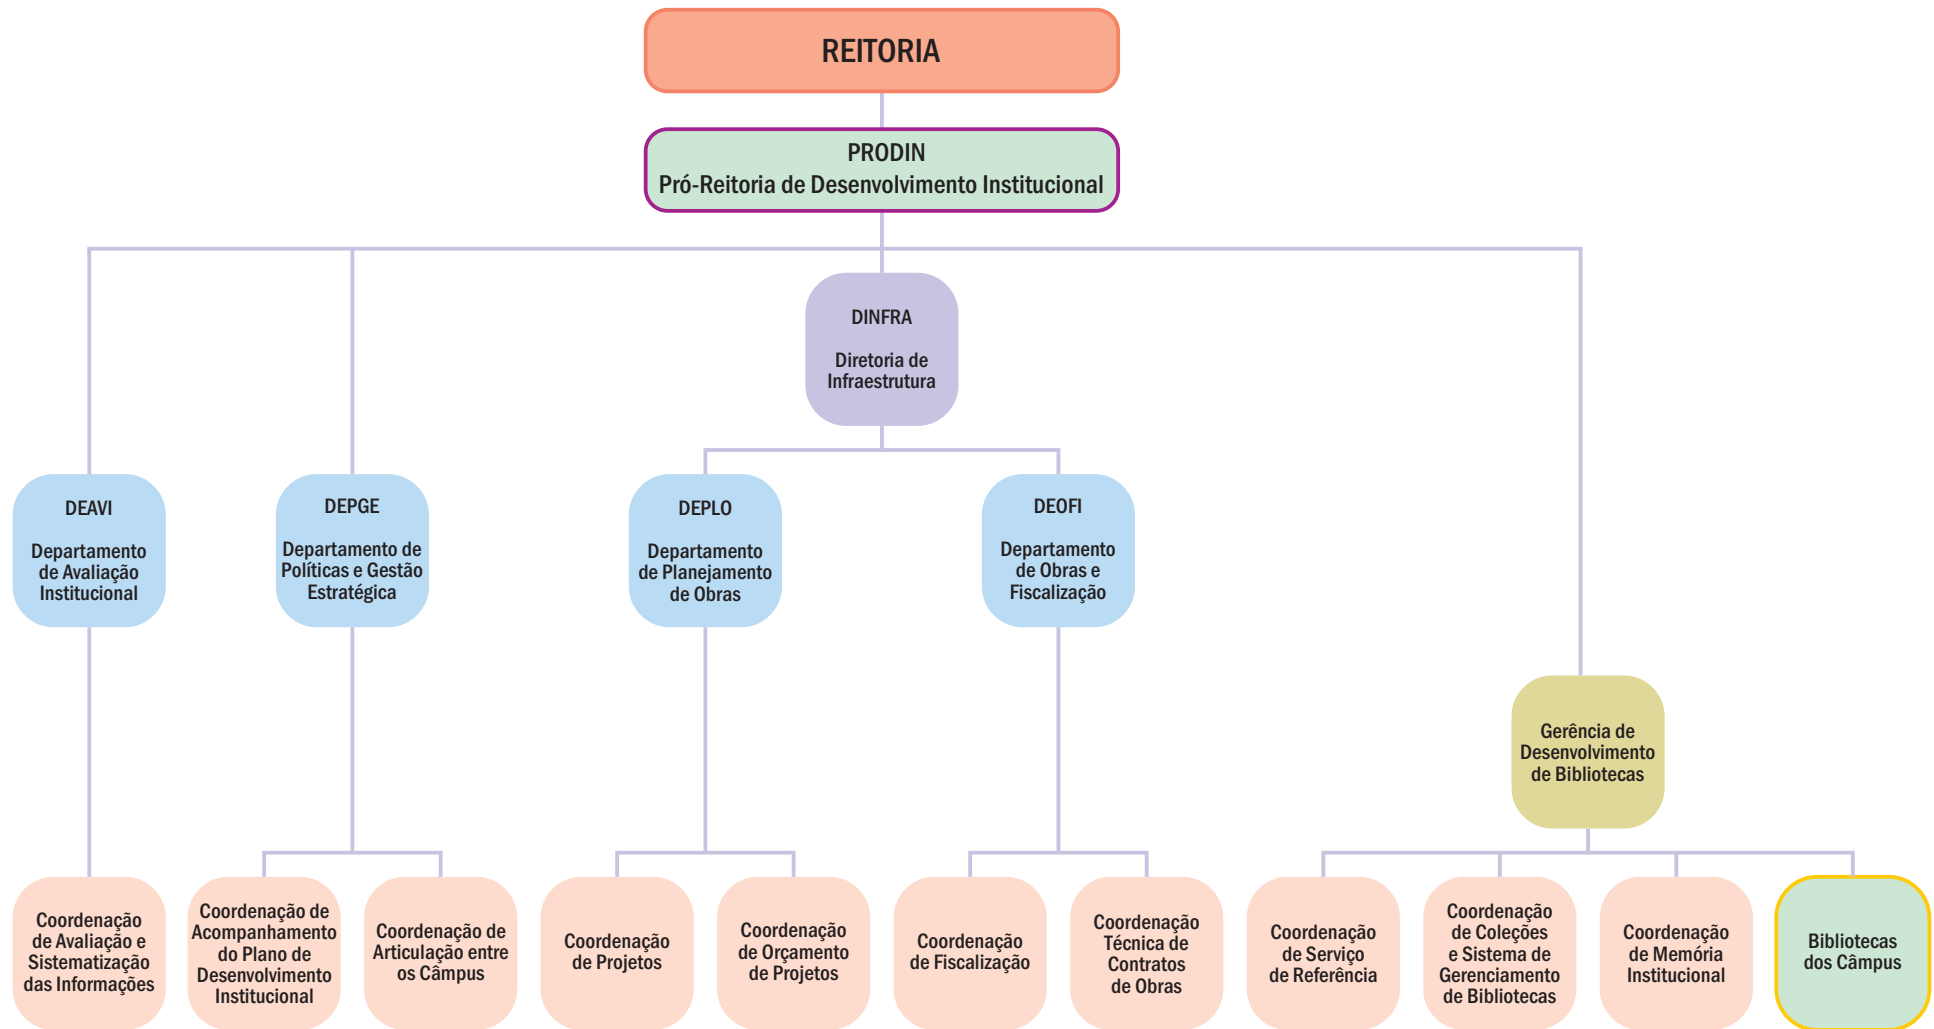 REITORIA
PRODIN
Pró-Reitoria de Desenvolvimento Institucional
DINFRA
Diretoria de
Infraestrutura
DEAVI
Departamento
de Avaliação
Institucional
DEPGE
Departamento de
Políticas e Gestão
Estratégica
DEPLO
Departamento
de Planejamento
de Obras
DEOFI
Departamento
de Obras e
Fiscalização
Gerência de
Desenvolvimento
de Bibliotecas
Coordenação
de Avaliação e
Sistematização
das Informações
Coordenação de
Acompanhamento
do Plano de
Desenvolvimento
Institucional
Coordenação de
Articulação entre
os Câmpus
Coordenação
de Projetos
Coordenação
de Orçamento
de Projetos
Coordenação
de Fiscalização
Coordenação
Técnica de
Contratos
de Obras
Coordenação
de Serviço
de Referência
Coordenação
de Coleções
e Sistema de
Gerenciamento
de Bibliotecas
Coordenação
de Memória
Institucional
Bibliotecas
dos Câmpus